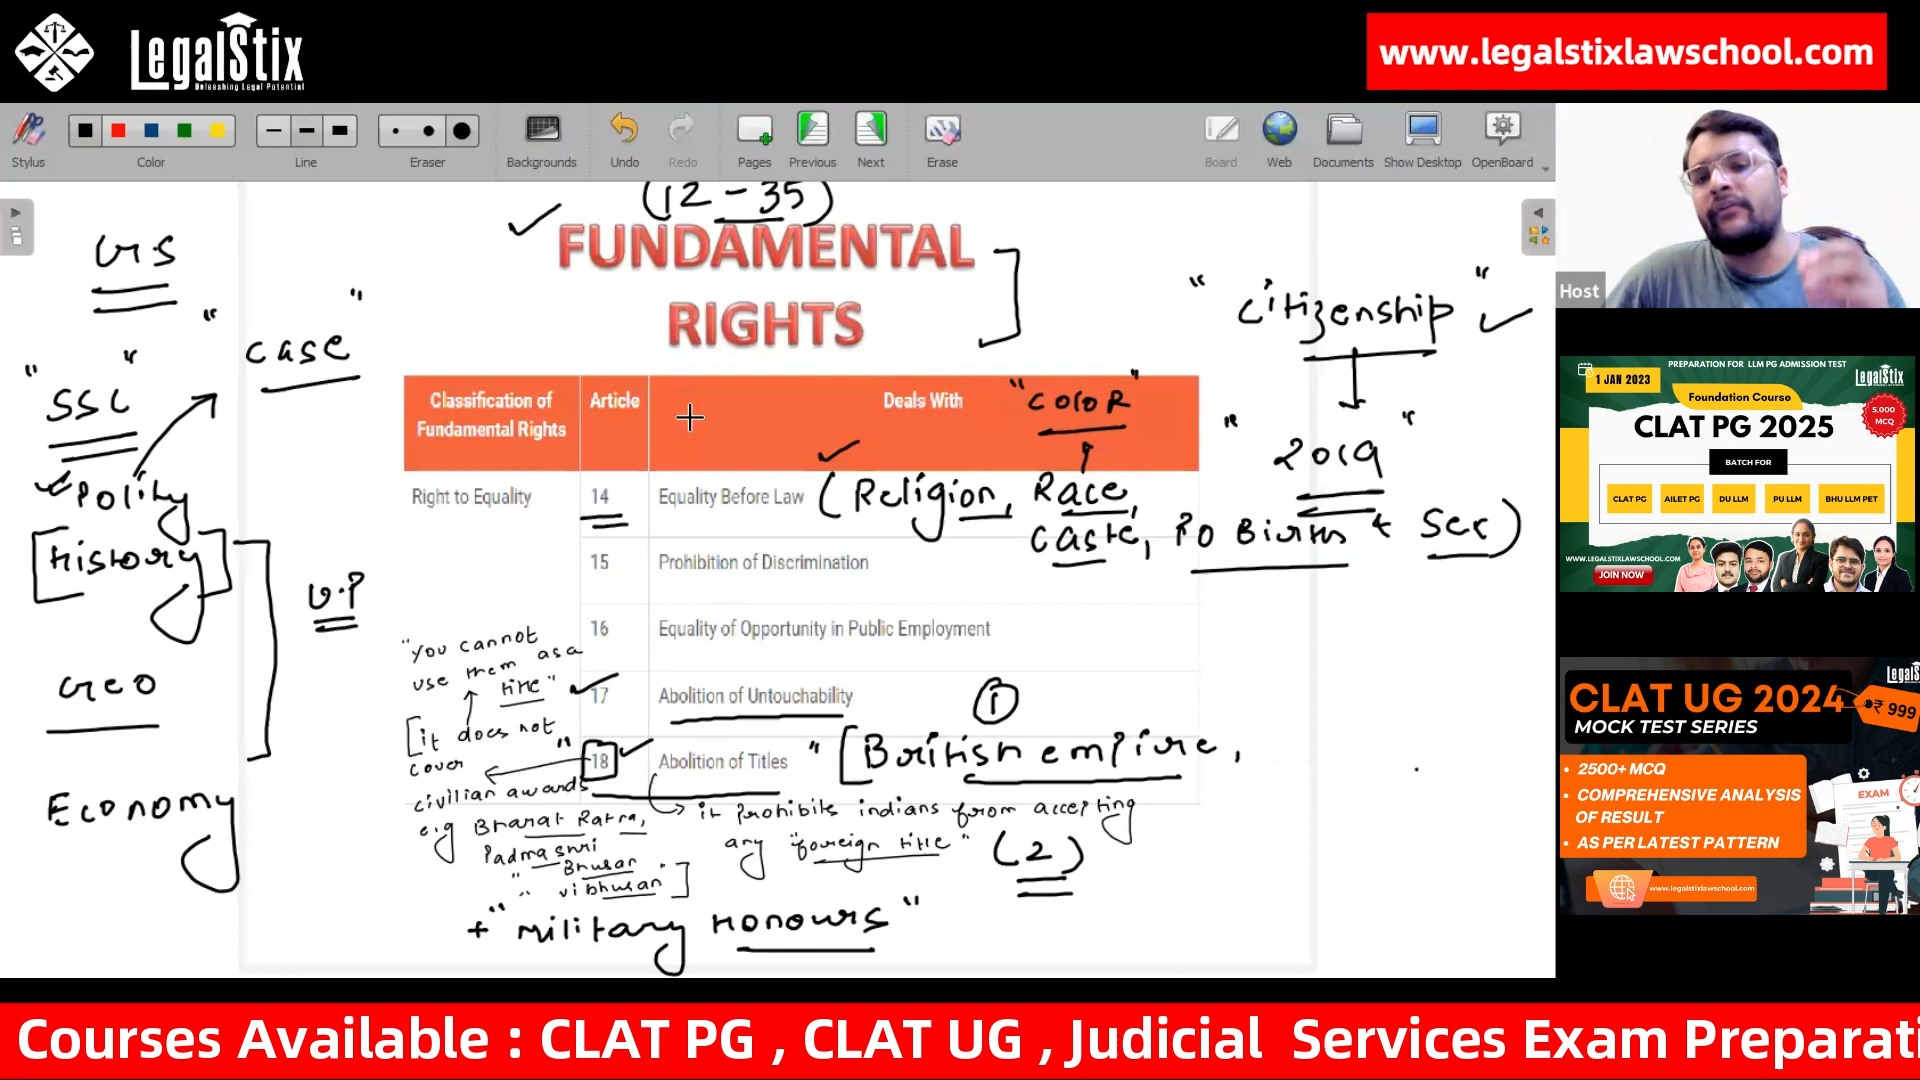 LegalStix
Unleashing Legal Potential
www.legalstixlawschool.com
Stylus
Color
Line
Eraser
Backgrounds
Undo
Redo
Pages
Previous
Next
Erase
Board
Web
Documents
Show Desktop
OpenBoard
Host
(12-35)
FUNDAMENTAL
RIGHTS
"case"
"SSC"
Polity
[History]
Geo
Economy
U.P
"citizenship"
"2019"
Classification of
Fundamental Rights
Article
Deals With
"COLOR"
Right to Equality
14
Equality Before Law
(Religion, Race,
caste, PO Birth & Sex)
15
Prohibition of Discrimination
16
Equality of Opportunity in Public Employment
17
Abolition of Untouchability
18
Abolition of Titles
1
"[British empire,
"You cannot
use them as a
title"
[it does not
cover
civilian awards
e.g Bharat Ratna,
Padma Shri
" Bhusan
" vibhusan"]
+ "military honours"
it prohibits indians from accepting
any "foreign title"
(2)
1 JAN 2023
PREPARATION FOR LLM PG ADMISSION TEST
LegalStix
Foundation Course
CLAT PG 2025
5,000
MCQ
BATCH FOR
CLAT PG
AILET PG
DU LLM
PU LLM
BHU LLM PET
WWW.LEGALSTIXLAWSCHOOL.COM
JOIN NOW
LegalS
CLAT UG 2024
MOCK TEST SERIES
₹ 999
• 2500+ MCQ
• COMPREHENSIVE ANALYSIS
OF RESULT
• AS PER LATEST PATTERN
EXAM
www.legalstixlawschool.com
Courses Available : CLAT PG , CLAT UG , Judicial Services Exam Preparati